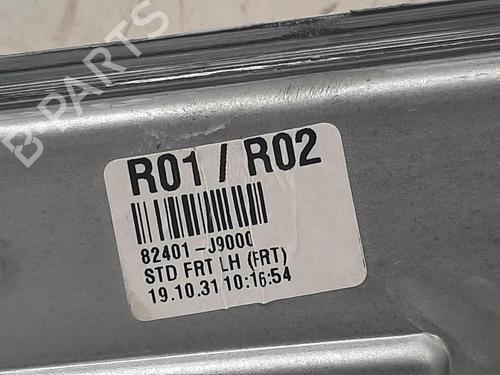 B-PARTS
R01 / R02
82401-J9000
STD FRT LH (FRT)
19.10.31 10:16:54